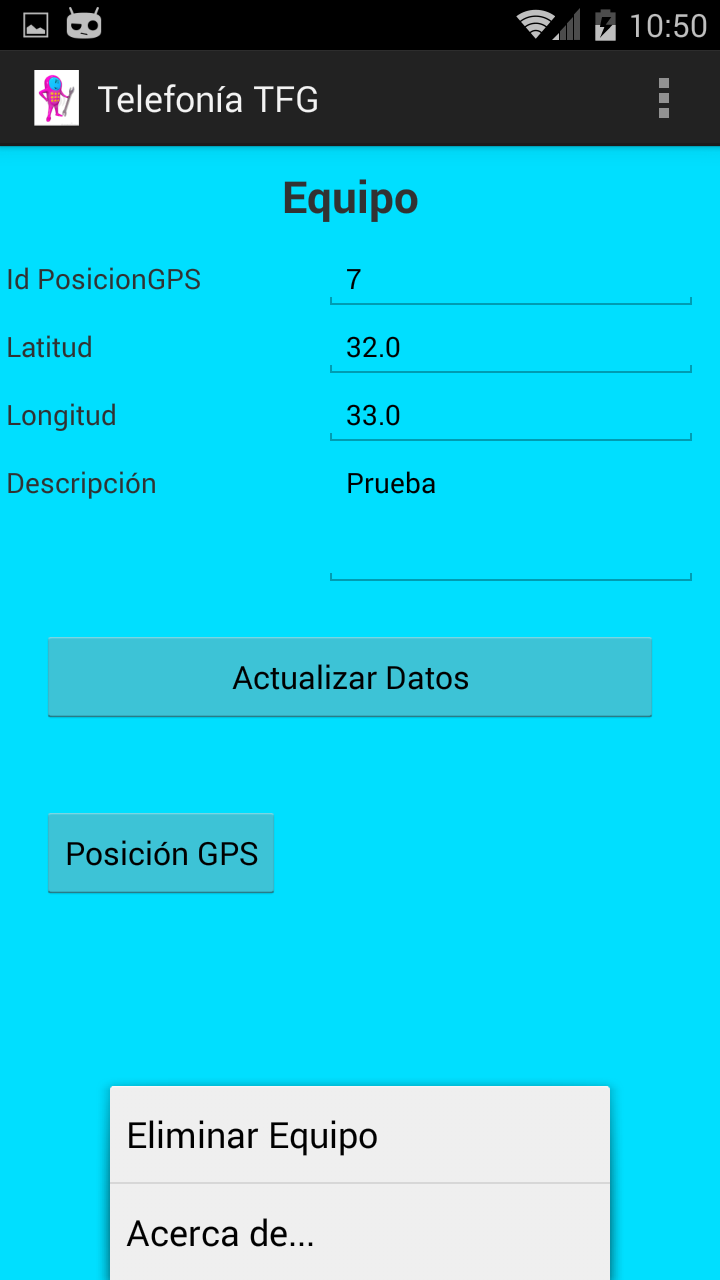 10:50
Telefonía TFG
Equipo
Id PosicionGPS 7
Latitud 32.0
Longitud 33.0
Descripción Prueba
Actualizar Datos
Posición GPS
Eliminar Equipo
Acerca de...